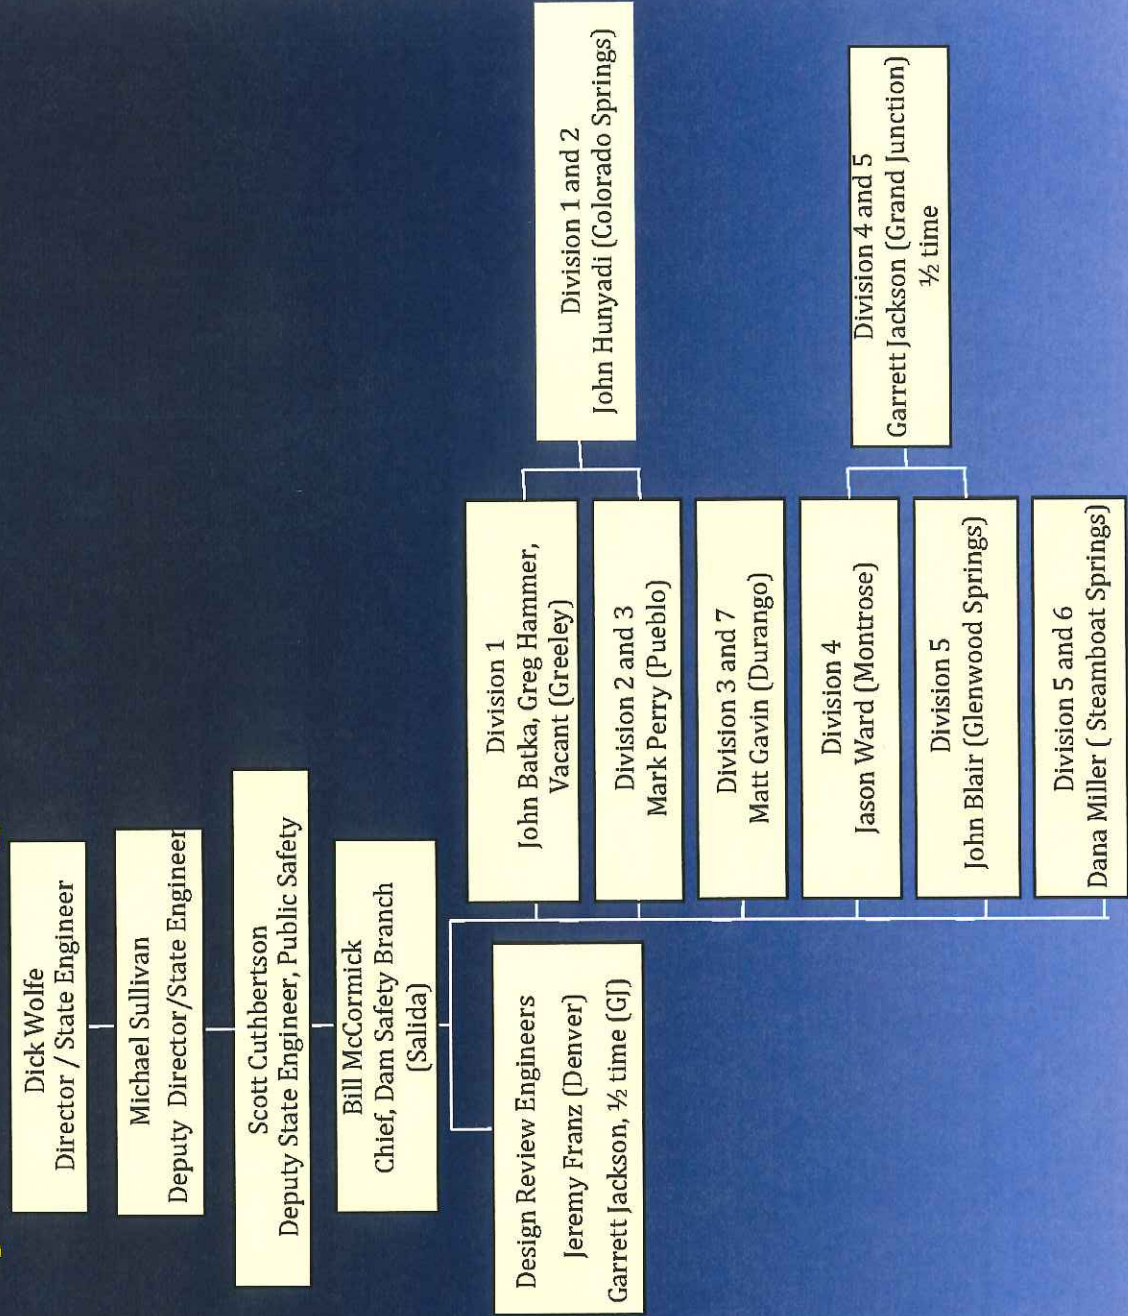 Dick Wolfe
Director / State Engineer
Michael Sullivan
Deputy Director/State Engineer
Scott Cuthbertson
Deputy State Engineer, Public Safety
Bill McCormick
Chief, Dam Safety Branch
(Salida)
Design Review Engineers
Jeremy Franz (Denver)
Garrett Jackson, ½ time (GJ)
Division 1
John Batka, Greg Hammer,
Vacant (Greeley)
Division 2 and 3
Mark Perry (Pueblo)
Division 3 and 7
Matt Gavin (Durango)
Division 4
Jason Ward (Montrose)
Division 5
John Blair (Glenwood Springs)
Division 5 and 6
Dana Miller ( Steamboat Springs)
Division 1 and 2
John Hunyadi (Colorado Springs)
Division 4 and 5
Garrett Jackson (Grand Junction)
½ time